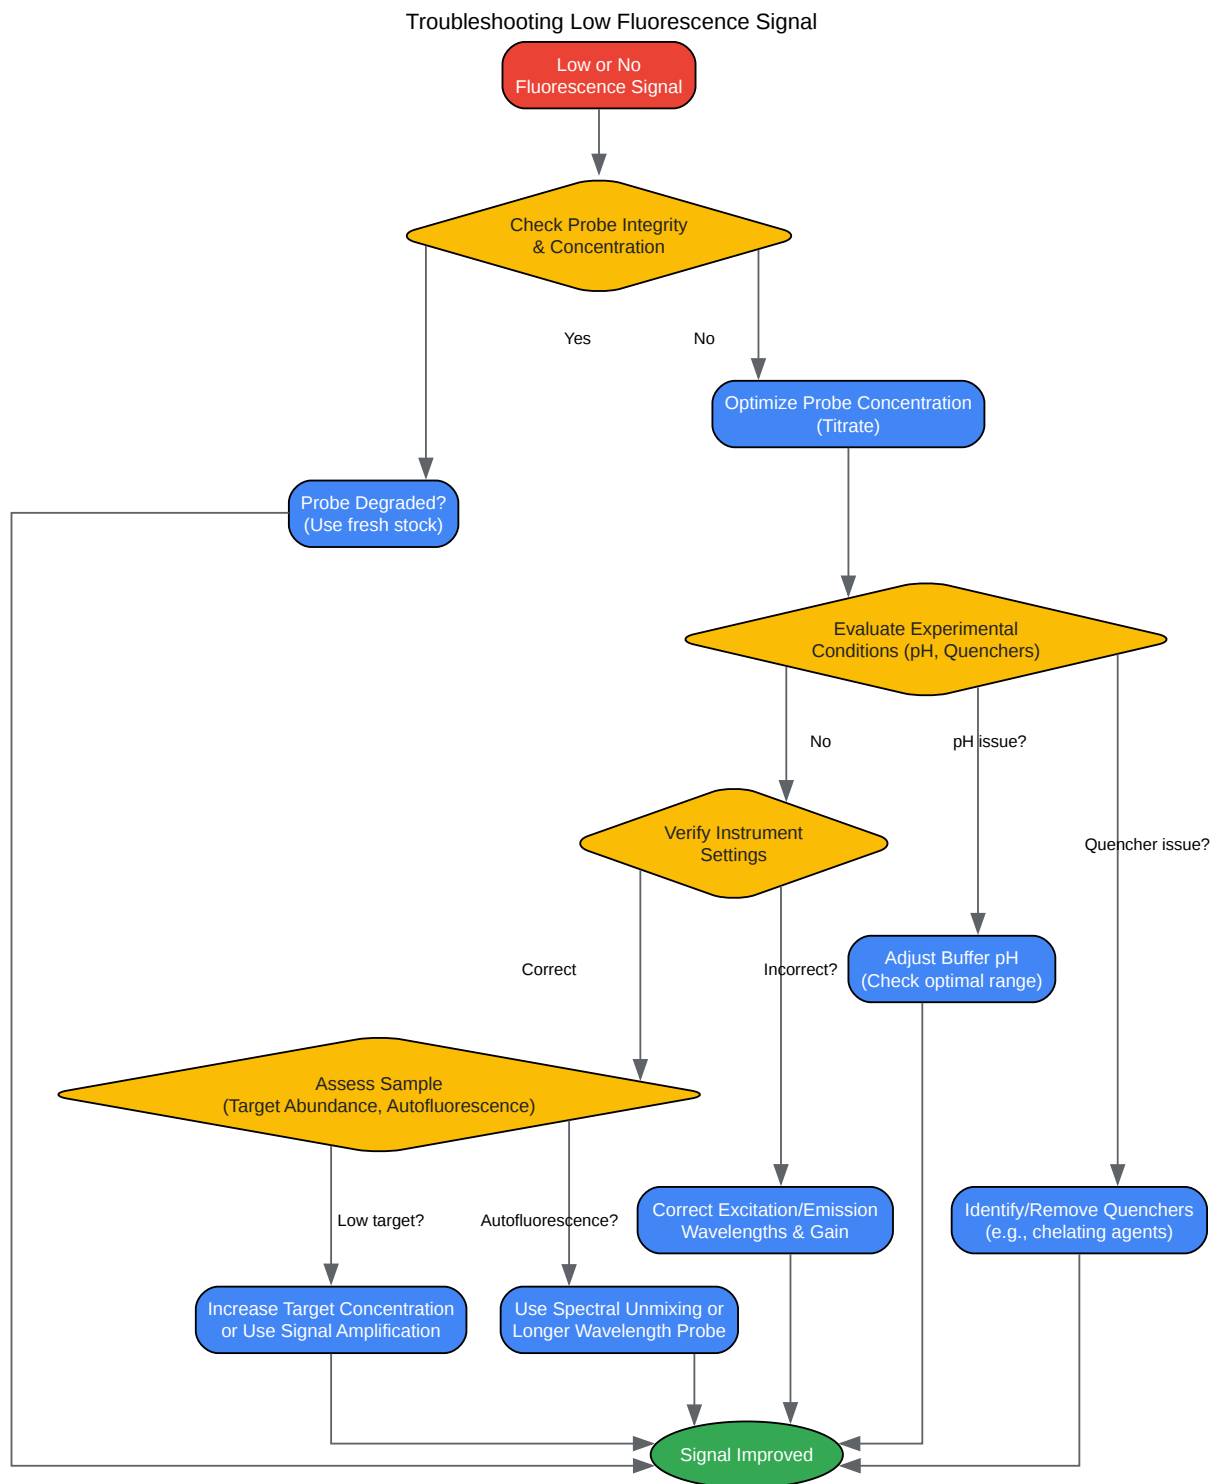 Troubleshooting Low Fluorescence Signal
Low or No
Fluorescence Signal
Check Probe Integrity
& Concentration
Yes
No
Optimize Probe Concentration
(Titrate)
Probe Degraded?
(Use fresh stock)
Evaluate Experimental
Conditions (pH, Quenchers)
No
pH issue?
Verify Instrument
Settings
Quencher issue?
Correct
Incorrect?
Adjust Buffer pH
(Check optimal range)
Assess Sample
(Target Abundance, Autofluorescence)
Low target?
Autofluorescence?
Correct Excitation/Emission
Wavelengths & Gain
Identify/Remove Quenchers
(e.g., chelating agents)
Increase Target Concentration
or Use Signal Amplification
Use Spectral Unmixing or
Longer Wavelength Probe
Signal Improved